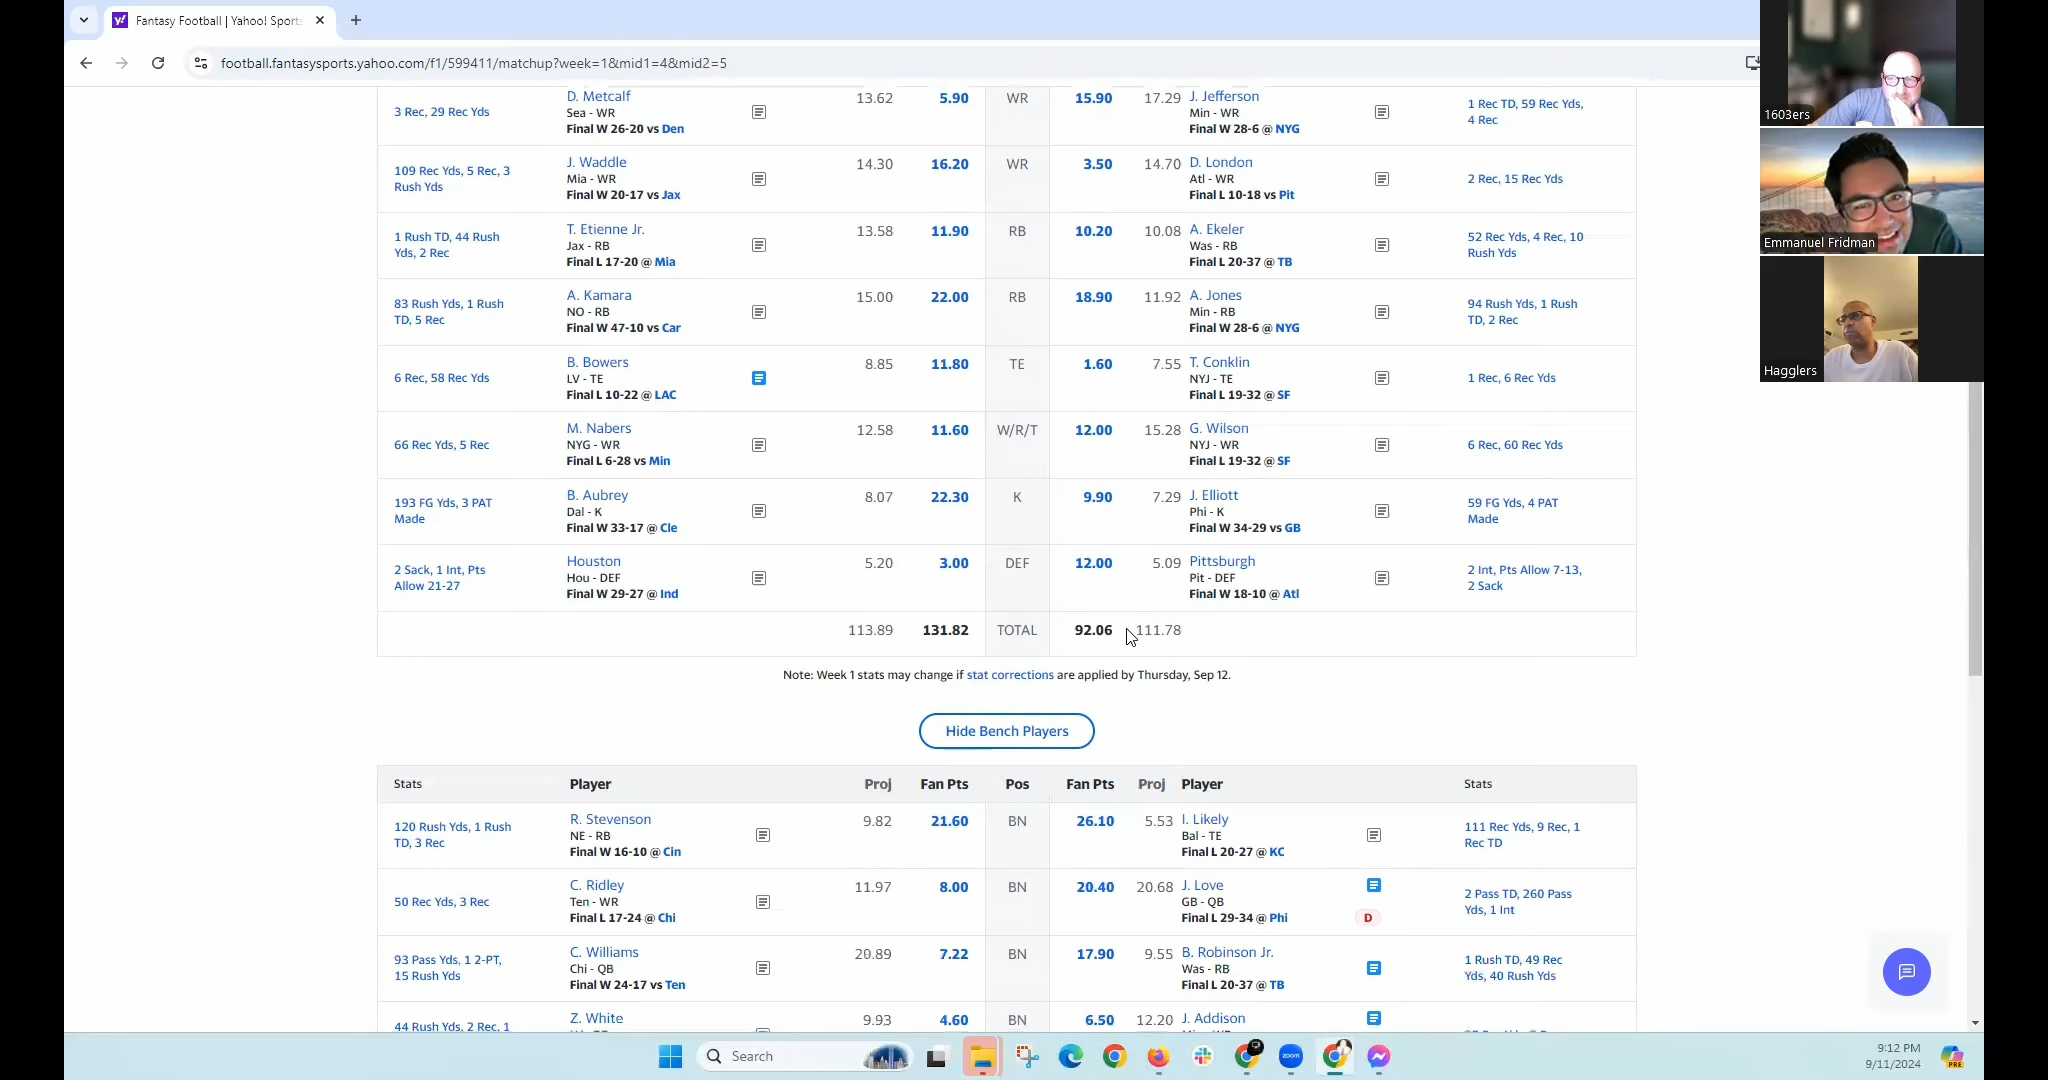 Fantasy Football | Yahoo! Sports
football.fantasysports.yahoo.com/f1/599411/matchup?week=1&mid1=4&mid2=5
3 Rec, 29 Rec Yds
D. Metcalf
Sea - WR
Final W 26-20 vs Den
13.62 5.90 WR 15.90 17.29
J. Jefferson
Min - WR
Final W 28-6 @ NYG
1 Rec TD, 59 Rec Yds,
4 Rec
109 Rec Yds, 5 Rec, 3
Rush Yds
J. Waddle
Mia - WR
Final W 20-17 vs Jax
14.30 16.20 WR 3.50 14.70
D. London
Atl - WR
Final L 10-18 vs Pit
2 Rec, 15 Rec Yds
1 Rush TD, 44 Rush
Yds, 2 Rec
T. Etienne Jr.
Jax - RB
Final L 17-20 @ Mia
13.58 11.90 RB 10.20 10.08
A. Ekeler
Was - RB
Final L 20-37 @ TB
52 Rec Yds, 4 Rec, 10
Rush Yds
83 Rush Yds, 1 Rush
TD, 5 Rec
A. Kamara
NO - RB
Final W 47-10 vs Car
15.00 22.00 RB 18.90 11.92
A. Jones
Min - RB
Final W 28-6 @ NYG
94 Rush Yds, 1 Rush
TD, 2 Rec
6 Rec, 58 Rec Yds
B. Bowers
LV - TE
Final L 10-22 @ LAC
8.85 11.80 TE 1.60 7.55
T. Conklin
NYJ - TE
Final L 19-32 @ SF
1 Rec, 6 Rec Yds
66 Rec Yds, 5 Rec
M. Nabers
NYG - WR
Final L 6-28 vs Min
12.58 11.60 W/R/T 12.00 15.28
G. Wilson
NYJ - WR
Final L 19-32 @ SF
6 Rec, 60 Rec Yds
193 FG Yds, 3 PAT
Made
B. Aubrey
Dal - K
Final W 33-17 @ Cle
8.07 22.30 K 9.90 7.29
J. Elliott
Phi - K
Final W 34-29 vs GB
59 FG Yds, 4 PAT
Made
2 Sack, 1 Int, Pts
Allow 21-27
Houston
Hou - DEF
Final W 29-27 @ Ind
5.20 3.00 DEF 12.00 5.09
Pittsburgh
Pit - DEF
Final W 18-10 @ Atl
2 Int, Pts Allow 7-13,
2 Sack
113.89 131.82 TOTAL 92.06 111.78
Note: Week 1 stats may change if stat corrections are applied by Thursday, Sep 12.
Hide Bench Players
Stats Player Proj Fan Pts Pos Fan Pts Proj Player Stats
120 Rush Yds, 1 Rush
TD, 3 Rec
R. Stevenson
NE - RB
Final W 16-10 @ Cin
9.82 21.60 BN 26.10 5.53
I. Likely
Bal - TE
Final L 20-27 @ KC
111 Rec Yds, 9 Rec, 1
Rec TD
50 Rec Yds, 3 Rec
C. Ridley
Ten - WR
Final L 17-24 @ Chi
11.97 8.00 BN 20.40 20.68
J. Love
GB - QB
Final L 29-34 @ Phi
D
2 Pass TD, 260 Pass
Yds, 1 Int
93 Pass Yds, 1 2-PT,
15 Rush Yds
C. Williams
Chi - QB
Final W 24-17 vs Ten
20.89 7.22 BN 17.90 9.55
B. Robinson Jr.
Was - RB
Final L 20-37 @ TB
1 Rush TD, 49 Rec
Yds, 40 Rush Yds
44 Rush Yds, 2 Rec, 1
Z. White
9.93 4.60 BN 6.50 12.20
J. Addison
1603ers
Emmanuel Fridman
Hagglers
Search
zoom
9:12 PM
9/11/2024
PRE